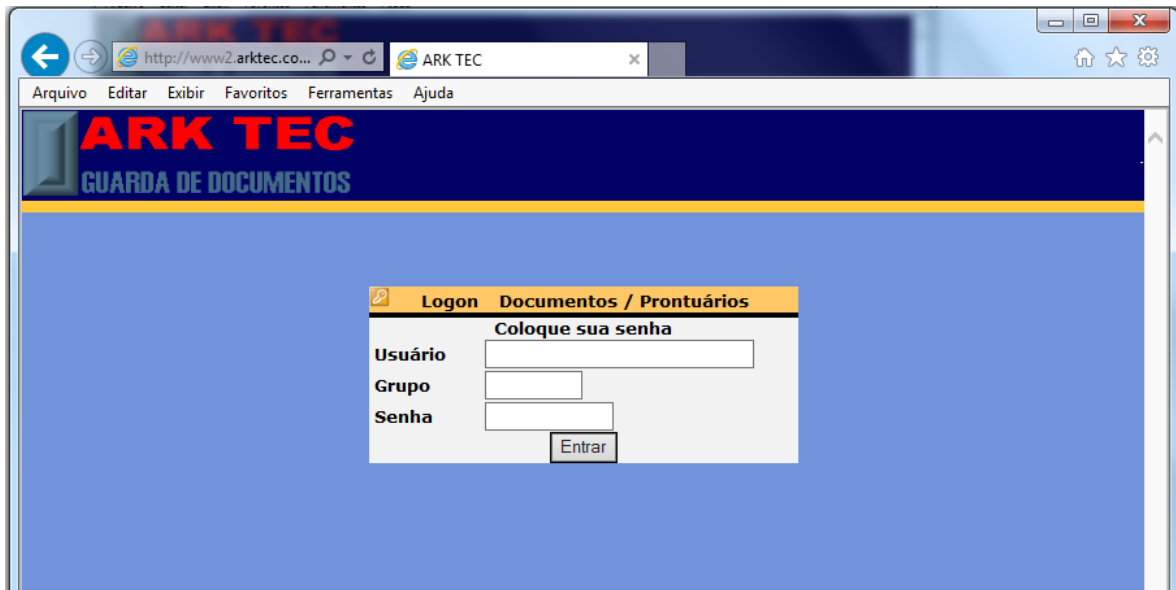 http://www2.arktec.co...
ARK TEC
Arquivo Editar Exibir Favoritos Ferramentas Ajuda
ARK TEC
GUARDA DE DOCUMENTOS
Logon Documentos / Prontuários
Coloque sua senha
Usuário
Grupo
Senha
Entrar